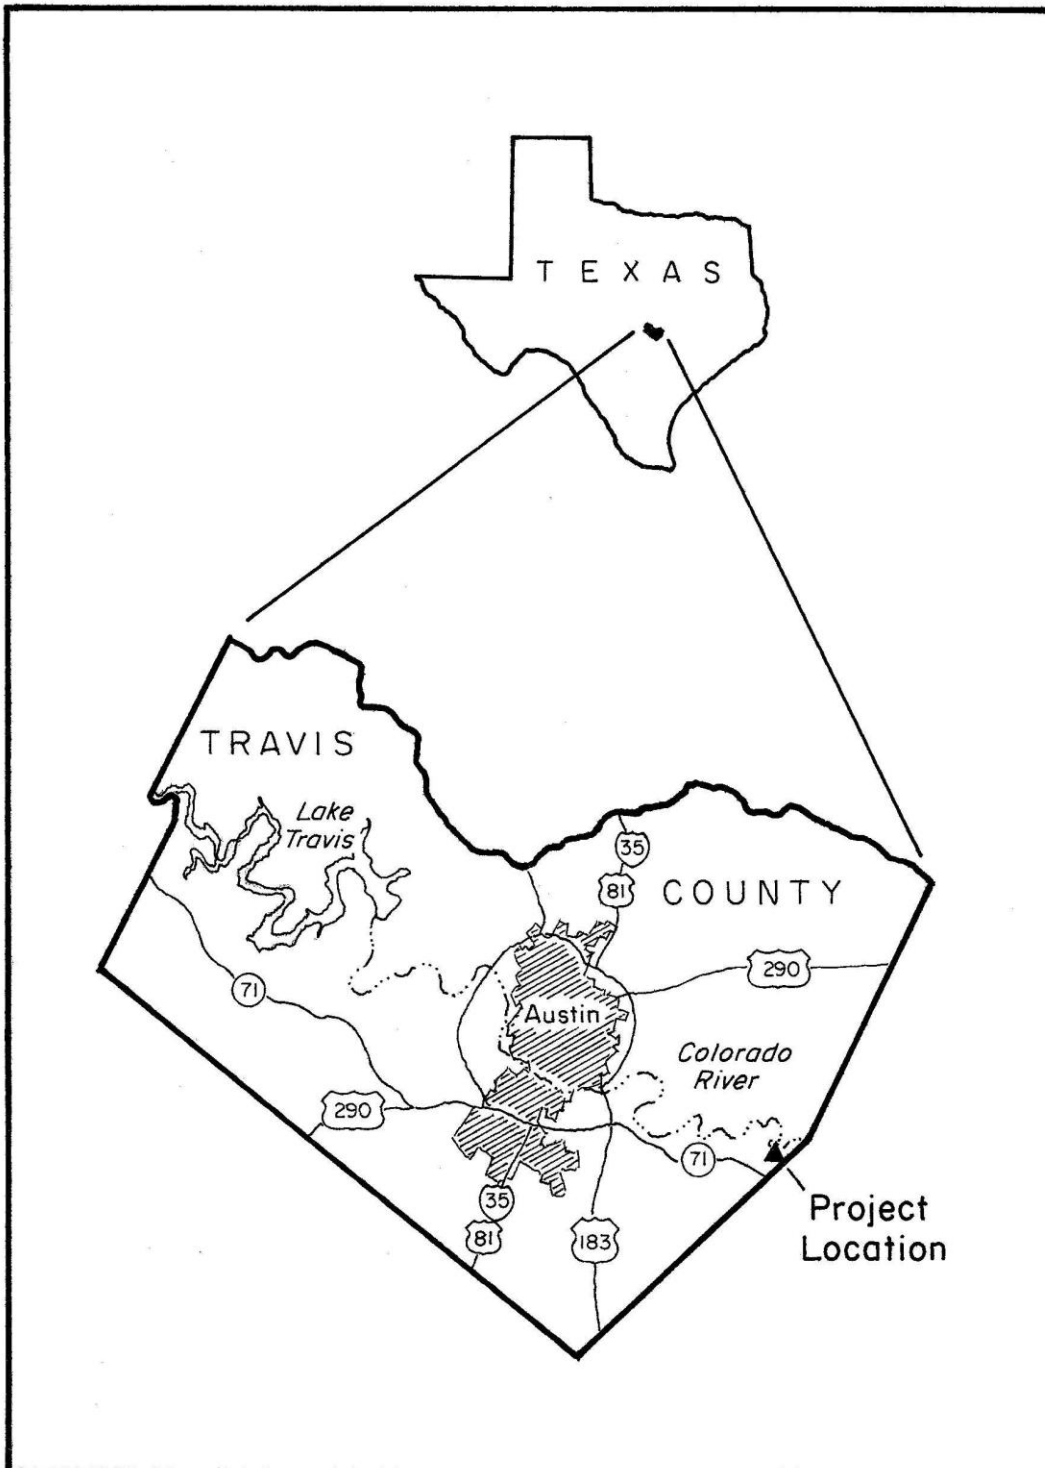 TEXAS
TRAVIS
Lake
Travis
35
81
COUNTY
290
71
Austin
Colorado
River
290
71
35
81
183
Project
Location